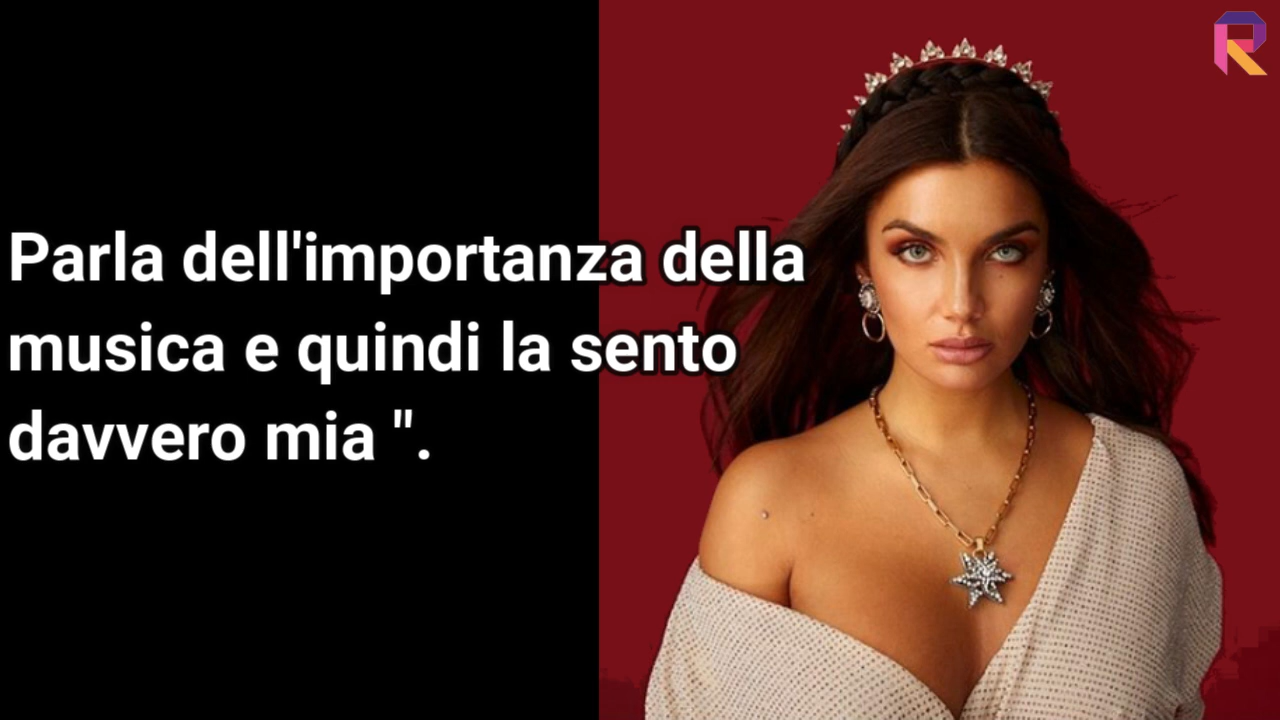 Parla dell'importanza della
musica e quindi la sento
davvero mia ".